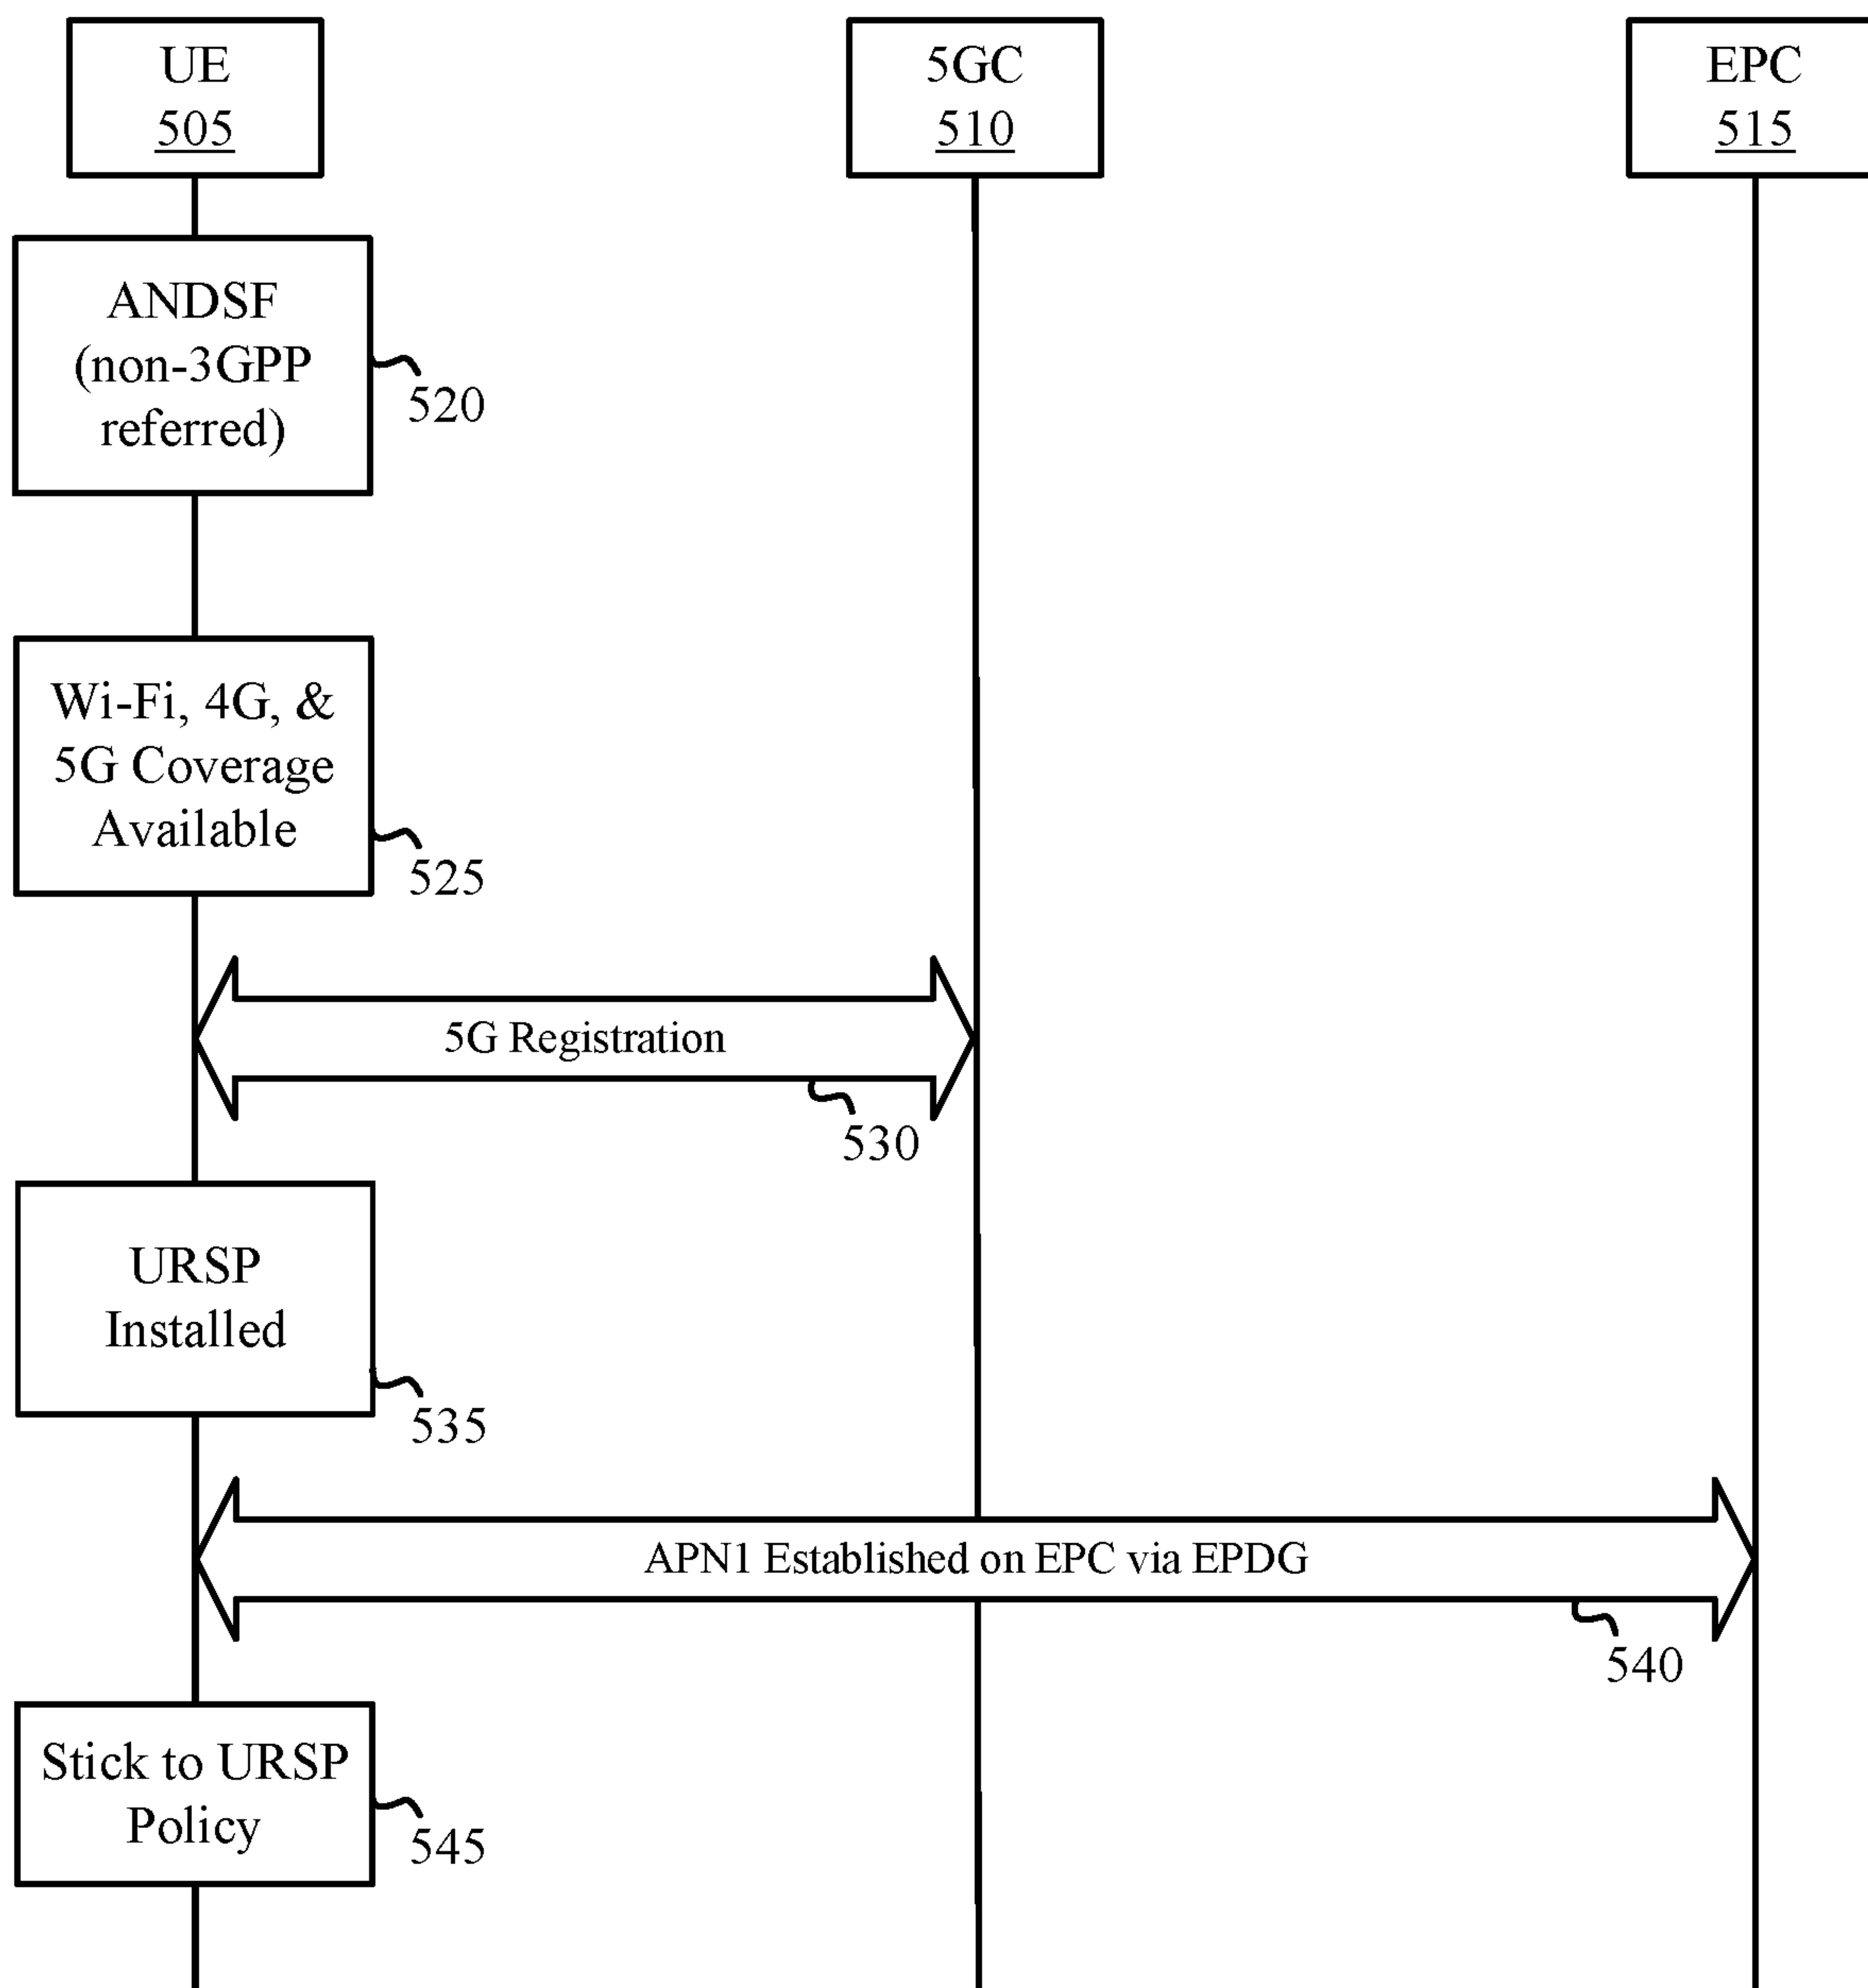 UE
505
5GC
510
EPC
515
ANDSF
(non-3GPP
referred)
520
Wi-Fi, 4G, &
5G Coverage
Available
525
5G Registration
530
URSP
Installed
535
APN1 Established on EPC via EPDG
540
Stick to URSP
Policy
545